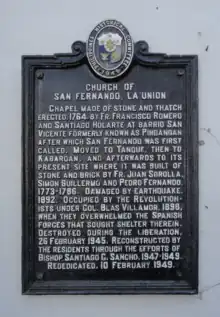 CHURCH OF
SAN FERNANDO, LA UNION
CHAPEL MADE OF STONE AND THATCH
ERECTED, 1764, BY FR. FRANCISCO ROMERO
AND SANTIAGO OLARTE AT BARRIO SAN
VICENTE FORMERLY KNOWN AS PINDANGAN
AFTER WHICH SAN FERNANDO WAS FIRST
CALLED. MOVED TO TANQUE, THEN TO
KABARGAN, AND AFTERWARDS TO ITS
PRESENT SITE WHERE IT WAS BUILT OF
STONE AND BRICK BY FR. JUAN SOROLLA,
SIMON GUILLERMO AND PEDRO FERNANDO,
1773-1786. DAMAGED BY EARTHQUAKE,
1892. OCCUPIED BY THE REVOLUTION-
ISTS UNDER COL. BLAS VILLAMOR, 1898,
WHEN THEY OVERWHELMED THE SPANISH
FORCES THAT SOUGHT SHELTER THEREIN.
DESTROYED DURING THE LIBERATION,
26 FEBRUARY 1945. RECONSTRUCTED BY
THE RESIDENTS THROUGH THE EFFORTS OF
BISHOP SANTIAGO C. SANCHO, 1947-1949.
REDEDICATED, 10 FEBRUARY 1949.